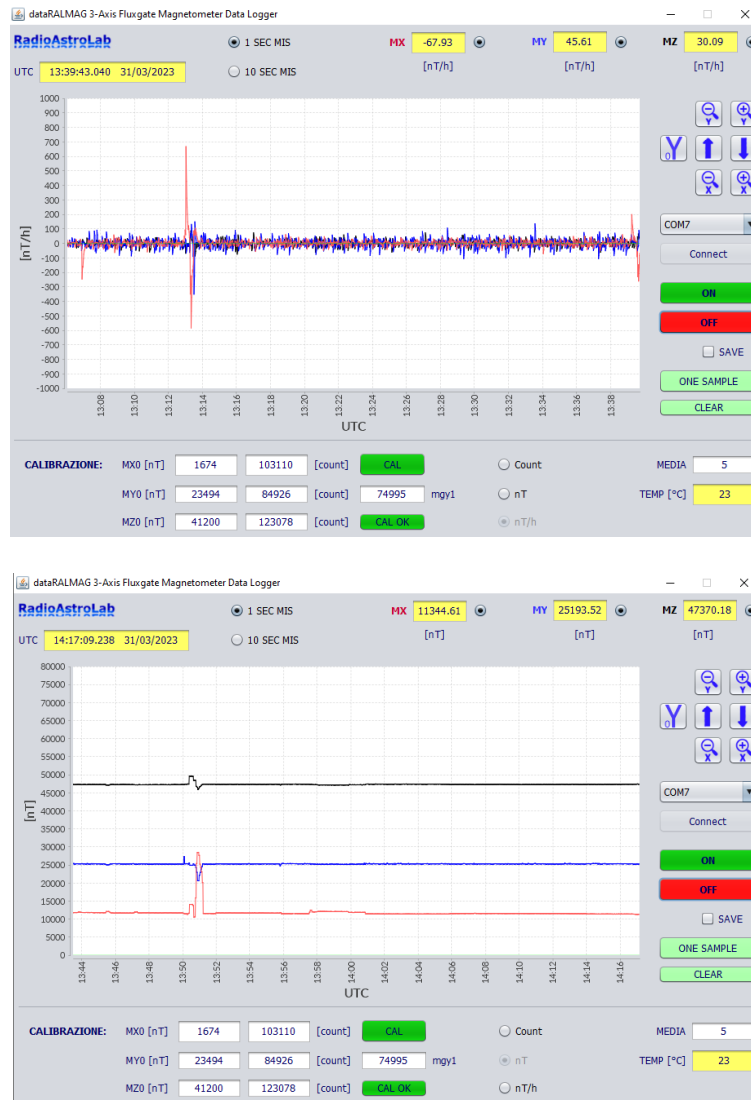 dataRALMAG 3-Axis Fluxgate Magnetometer Data Logger
RadioAstroLab 1 SEC MIS MX -67.93 MY 45.61 MZ 30.09
[nT/h] [nT/h] [nT/h]
UTC 13:39:43.040 31/03/2023 10 SEC MIS
1000
900
800
700
600
500
400
300
200
100
0
-100
-200
-300
-400
-500
-600
-700
-800
-900
-1000
[nT/h]
13:08 13:10 13:12 13:14 13:16 13:18 13:20 13:22 13:24 13:26 13:28 13:30 13:32 13:34 13:36 13:38
UTC
Y Y
Y0
X X
COM7
Connect
ON
OFF
SAVE
ONE SAMPLE
CLEAR
CALIBRAZIONE: MX0 [nT] 1674 103110 [count] CAL Count MEDIA 5
MY0 [nT] 23494 84926 [count] 74995 mgy1 nT TEMP [°C] 23
MZ0 [nT] 41200 123078 [count] CAL OK nT/h
dataRALMAG 3-Axis Fluxgate Magnetometer Data Logger
RadioAstroLab 1 SEC MIS MX 11344.61 MY 25193.52 MZ 47370.18
[nT] [nT] [nT]
UTC 14:17:09.238 31/03/2023 10 SEC MIS
80000
75000
70000
65000
60000
55000
50000
45000
40000
35000
30000
25000
20000
15000
10000
5000
0
[nT]
13:44 13:46 13:48 13:50 13:52 13:54 13:56 13:58 14:00 14:02 14:04 14:06 14:08 14:10 14:12 14:14 14:16
UTC
Y Y
Y0
X X
COM7
Connect
ON
OFF
SAVE
ONE SAMPLE
CLEAR
CALIBRAZIONE: MX0 [nT] 1674 103110 [count] CAL Count MEDIA 5
MY0 [nT] 23494 84926 [count] 74995 mgy1 nT TEMP [°C] 23
MZ0 [nT] 41200 123078 [count] CAL OK nT/h